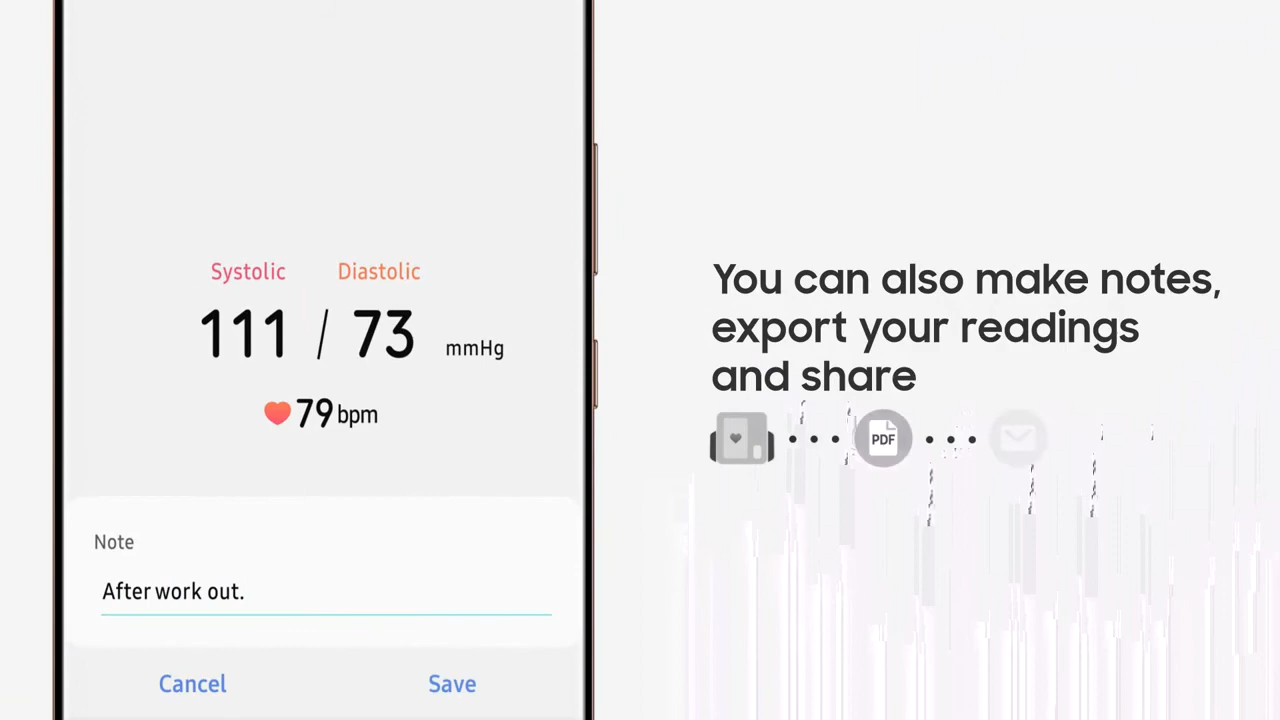 Systolic Diastolic
111 / 73 mmHg
79 bpm
Note
After work out.
Cancel Save
You can also make notes,
export your readings
and share
PDF